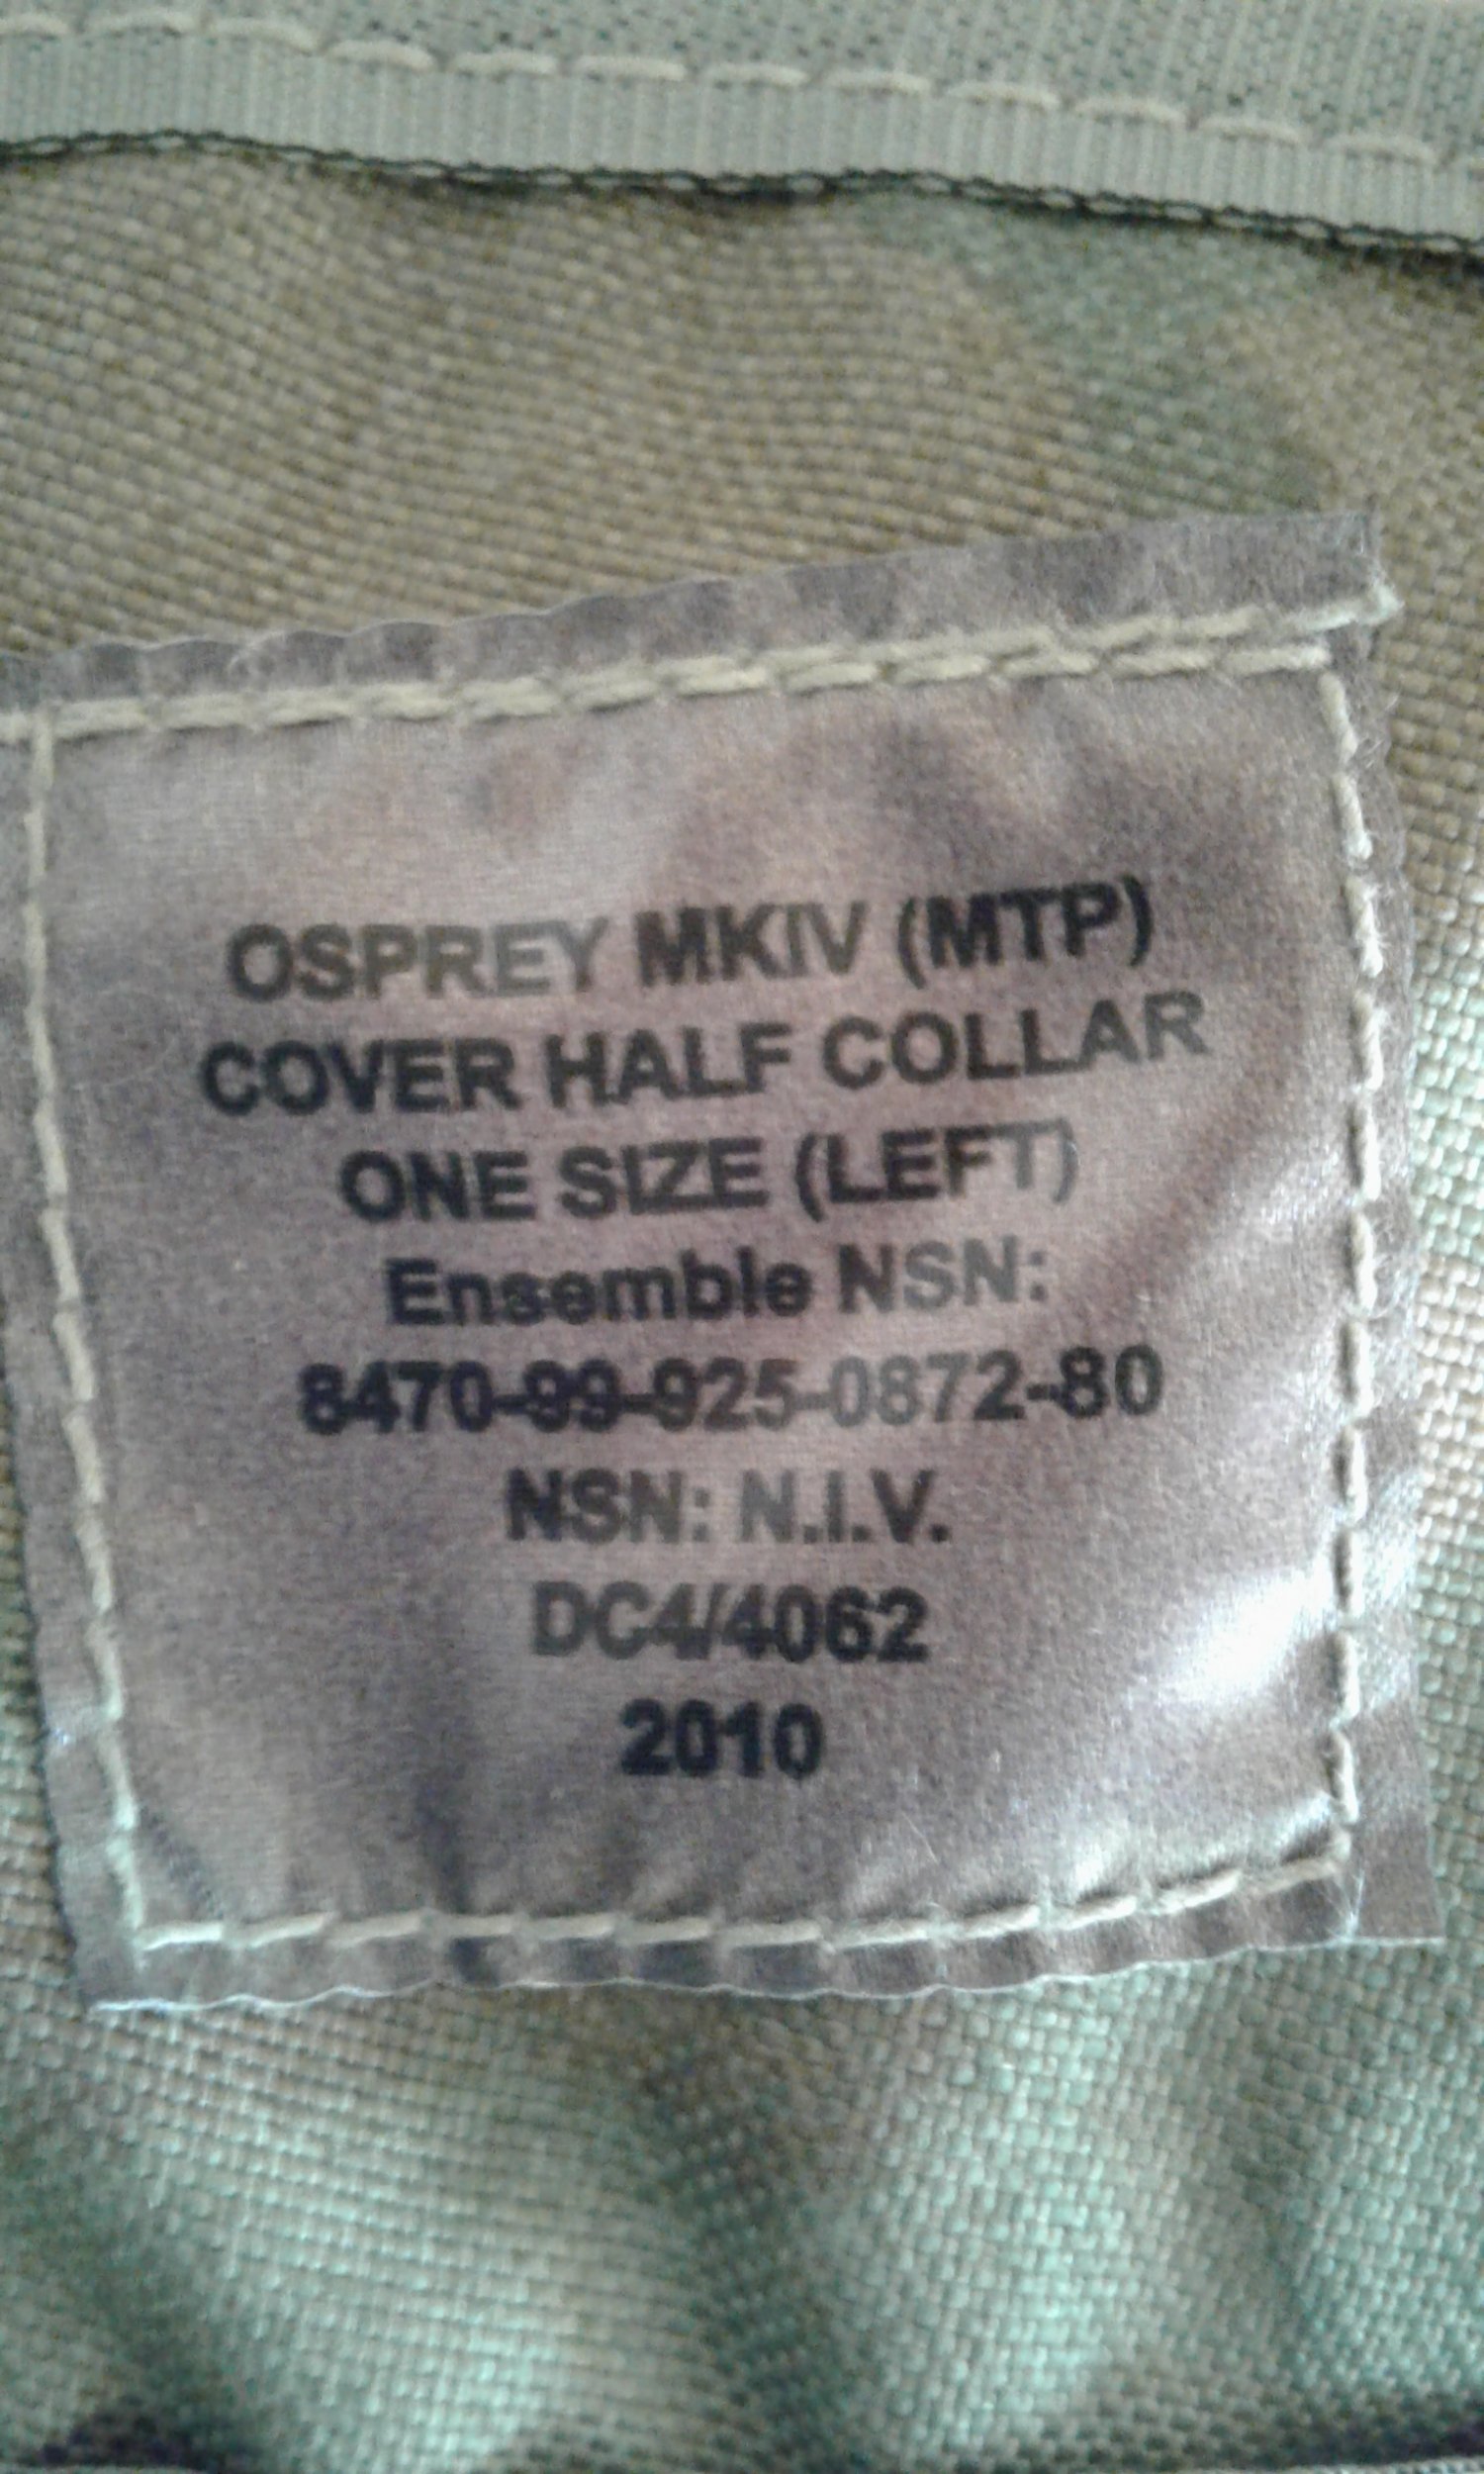 OSPREY MKIV (MTP)
COVER HALF COLLAR
ONE SIZE (LEFT)
Ensemble NSN:
8470-99-925-0872-80
NSN: N.I.V.
DC4/4062
2010